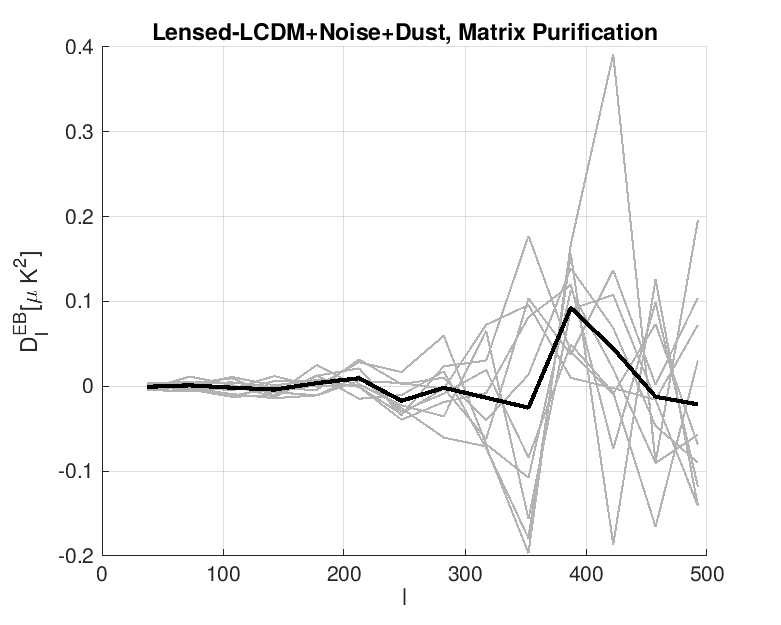 Lensed-LCDM+Noise+Dust, Matrix Purification
0.4
0.3
0.2
0.1
0
-0.1
-0.2
D_l^EB[μ K^2]
0 100 200 300 400 500
l